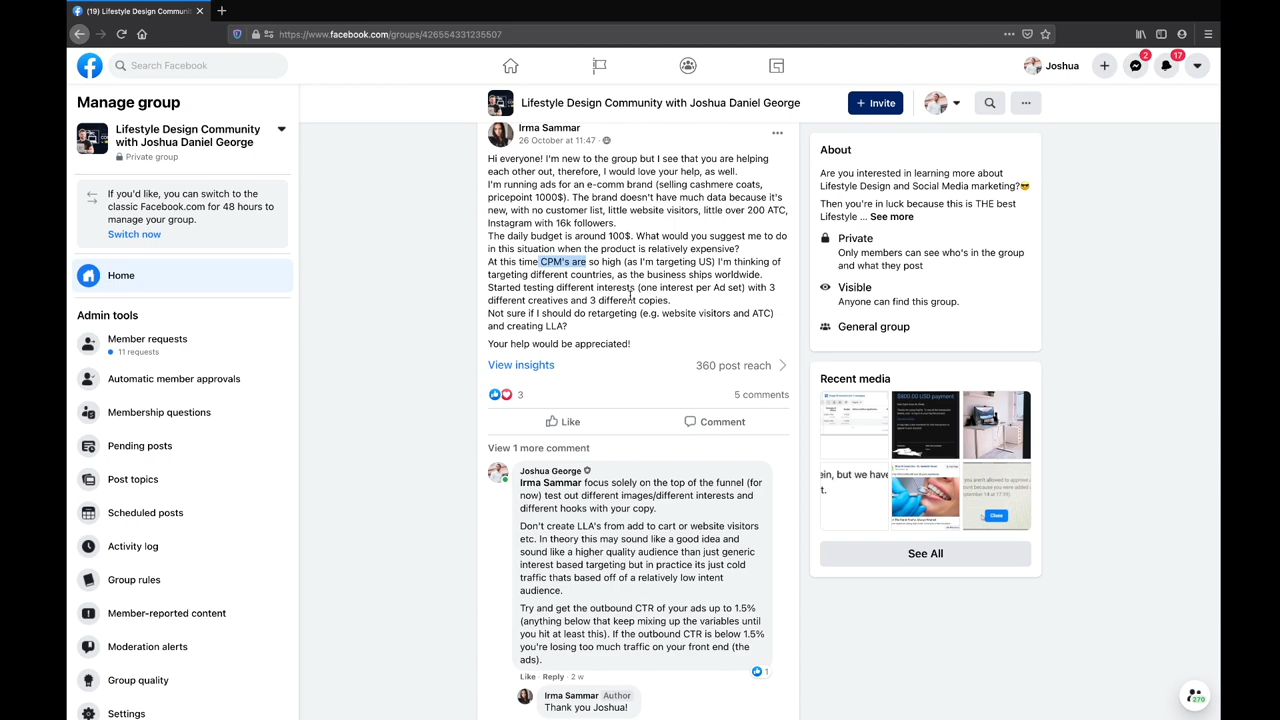 (19) Lifestyle Design Communi
https://www.facebook.com/groups/426554331235507
Search Facebook
Joshua
2
17
Manage group
Lifestyle Design Community
with Joshua Daniel George
Private group
If you'd like, you can switch to the
classic Facebook.com for 48 hours to
manage your group.
Switch now
Home
Admin tools
Member requests
11 requests
Automatic member approvals
Membership questions
Pending posts
Post topics
Scheduled posts
Activity log
Group rules
Member-reported content
Moderation alerts
Group quality
Settings
Lifestyle Design Community with Joshua Daniel George
+ Invite
Irma Sammar
26 October at 11:47
Hi everyone! I'm new to the group but I see that you are helping
each other out, therefore, I would love your help, as well.
I'm running ads for an e-comm brand (selling cashmere coats,
pricepoint 1000$). The brand doesn't have much data because it's
new, with no customer list, little website visitors, little over 200 ATC,
Instagram with 16k followers.
The daily budget is around 100$. What would you suggest me to do
in this situation when the product is relatively expensive?
At this time CPM's are so high (as I'm targeting US) I'm thinking of
targeting different countries, as the business ships worldwide.
Started testing different interests (one interest per Ad set) with 3
different creatives and 3 different copies.
Not sure if I should do retargeting (e.g. website visitors and ATC)
and creating LLA?
Your help would be appreciated!
View insights
360 post reach
3
5 comments
Like
Comment
View 1 more comment
Joshua George
Irma Sammar focus solely on the top of the funnel (for
now) test out different images/different interests and
different hooks with your copy.
Don't create LLA's from add to cart or website visitors
etc. In theory this may sound like a good idea and
sound like a higher quality audience than just generic
interest based targeting but in practice its just cold
traffic thats based off of a relatively low intent
audience.
Try and get the outbound CTR of your ads up to 1.5%
(anything below that keep mixing up the variables until
you hit at least this). If the outbound CTR is below 1.5%
you're losing too much traffic on your front end (the
ads).
1
Like · Reply · 2 w
Irma Sammar Author
Thank you Joshua!
About
Are you interested in learning more about
Lifestyle Design and Social Media marketing?😎
Then you're in luck because this is THE best
Lifestyle ... See more
Private
Only members can see who's in the group
and what they post
Visible
Anyone can find this group.
General group
Recent media
$800.00 USD payment
ein, but we have
t.
Close
See All
270